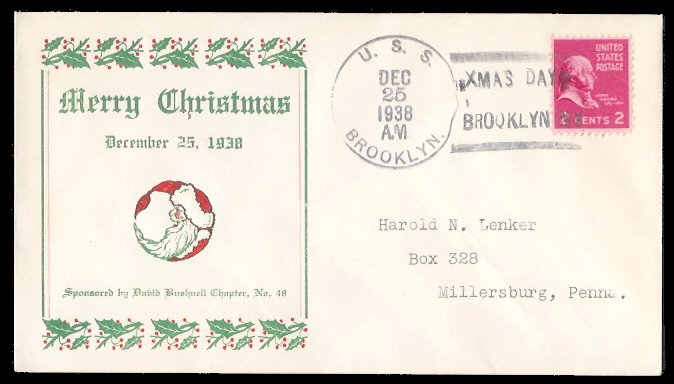 Merry Christmas
December 25, 1938
Sponsored by David Bushnell Chapter, No. 48
U. S. S.
DEC
25
1938
A.M
BROOKLYN.
XMAS DAY
BROOKLYN
UNITED
STATES
POSTAGE
CENTS 2
Harold N. Lenker
Box 328
Millersburg, Penna.